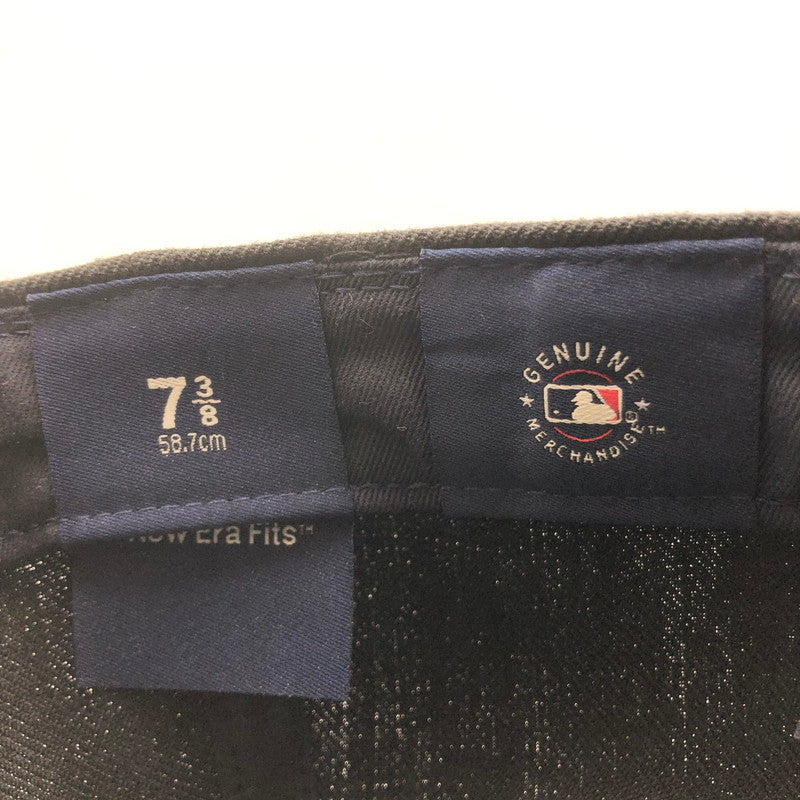 7 3/8
58.7cm
New Era Fits™
GENUINE
MERCHANDISE™
®